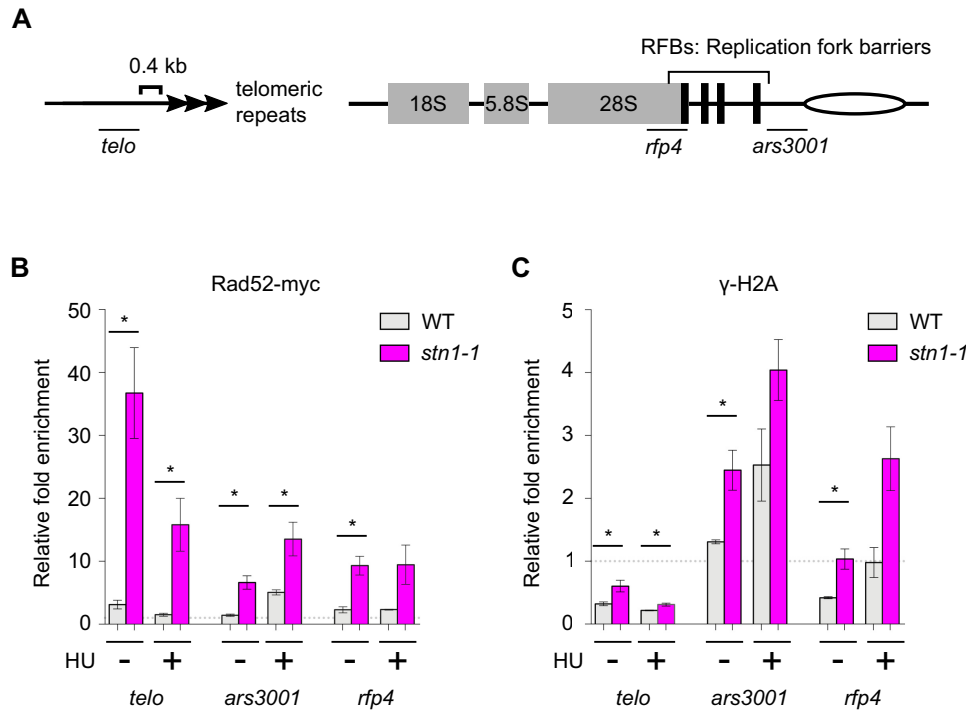 A
RFBs: Replication fork barriers
0.4 kb
telomeric
repeats
18S
5.8S
28S
telo
rfp4
ars3001
B
Rad52-myc
50
40
30
20
10
0
Relative fold enrichment
WT
stn1-1
*
*
*
*
*
HU - + - + - +
telo ars3001 rfp4
C
γ-H2A
5
4
3
2
1
0
Relative fold enrichment
WT
stn1-1
*
*
*
*
HU - + - + - +
telo ars3001 rfp4